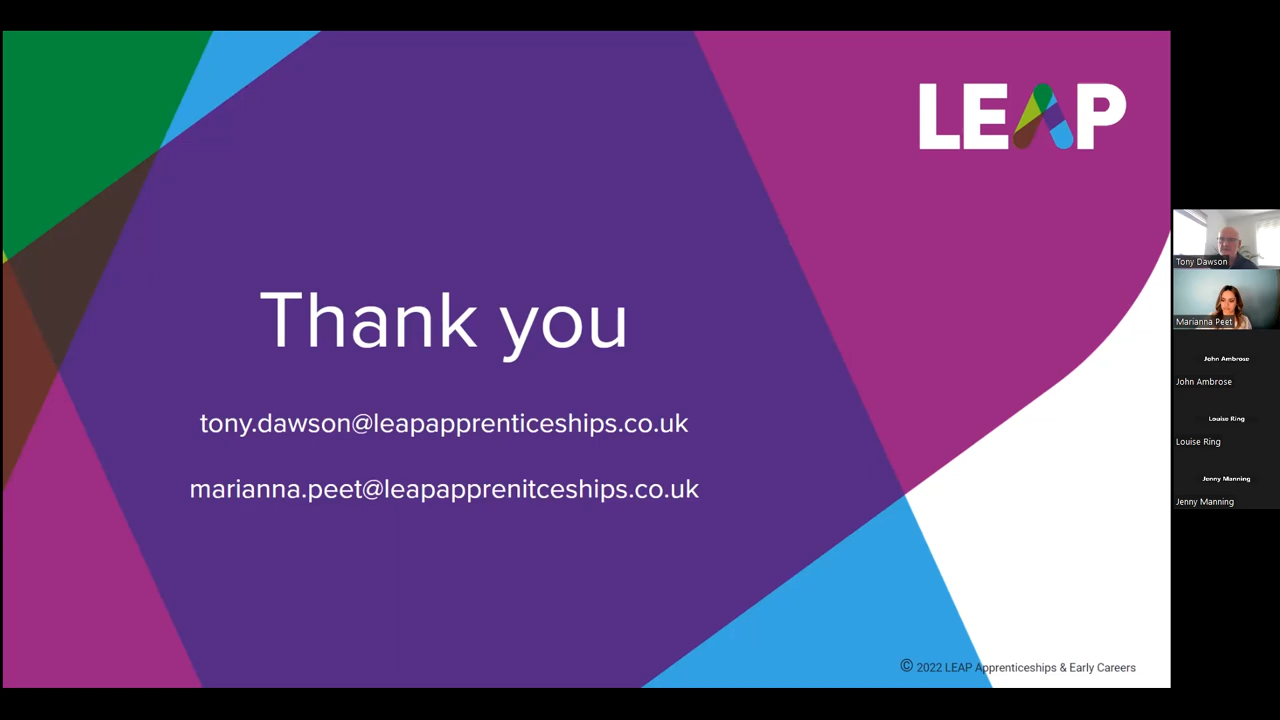 LEAP
Thank you
tony.dawson@leapapprenticeships.co.uk
marianna.peet@leapapprenitceships.co.uk
© 2022 LEAP Apprenticeships & Early Careers
Tony Dawson
Marianna Peet
John Ambrose
John Ambrose
Louise Ring
Louise Ring
Jenny Manning
Jenny Manning